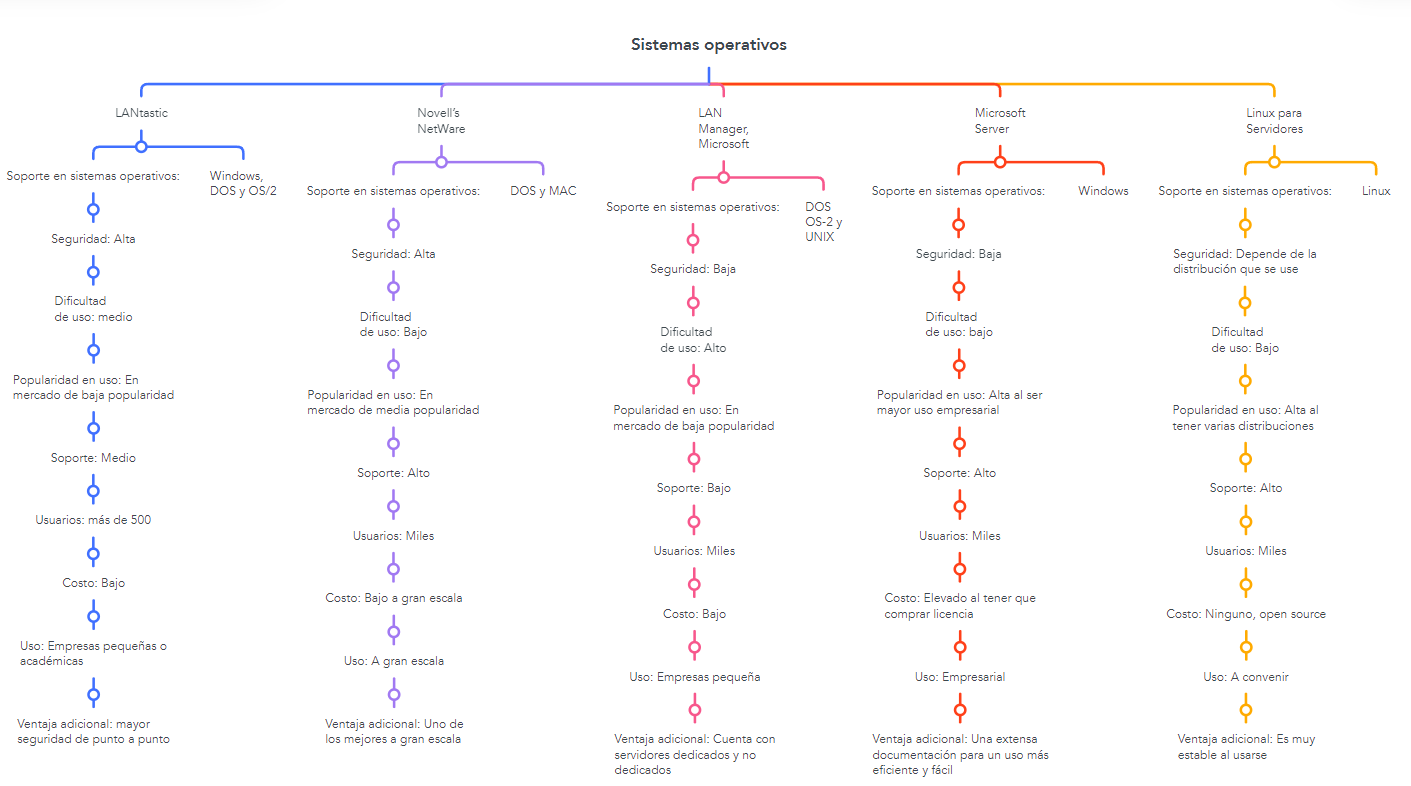 Sistemas operativos
LANtastic
Soporte en sistemas operativos:
Windows,
DOS y OS/2
Seguridad: Alta
Dificultad
de uso: medio
Popularidad en uso: En
mercado de baja popularidad
Soporte: Medio
Usuarios: más de 500
Costo: Bajo
Uso: Empresas pequeñas o
académicas
Ventaja adicional: mayor
seguridad de punto a punto
Novell’s
NetWare
Soporte en sistemas operativos:
DOS y MAC
Seguridad: Alta
Dificultad
de uso: Bajo
Popularidad en uso: En
mercado de media popularidad
Soporte: Alto
Usuarios: Miles
Costo: Bajo a gran escala
Uso: A gran escala
Ventaja adicional: Uno de
los mejores a gran escala
LAN
Manager,
Microsoft
Soporte en sistemas operativos:
DOS
OS-2 y
UNIX
Seguridad: Baja
Dificultad
de uso: Alto
Popularidad en uso: En
mercado de baja popularidad
Soporte: Bajo
Usuarios: Miles
Costo: Bajo
Uso: Empresas pequeña
Ventaja adicional: Cuenta con
servidores dedicados y no
dedicados
Microsoft
Server
Soporte en sistemas operativos:
Windows
Seguridad: Baja
Dificultad
de uso: bajo
Popularidad en uso: Alta al ser
mayor uso empresarial
Soporte: Alto
Usuarios: Miles
Costo: Elevado al tener que
comprar licencia
Uso: Empresarial
Ventaja adicional: Una extensa
documentación para un uso más
eficiente y fácil
Linux para
Servidores
Soporte en sistemas operativos:
Linux
Seguridad: Depende de la
distribución que se use
Dificultad
de uso: Bajo
Popularidad en uso: Alta al
tener varias distribuciones
Soporte: Alto
Usuarios: Miles
Costo: Ninguno, open source
Uso: A convenir
Ventaja adicional: Es muy
estable al usarse